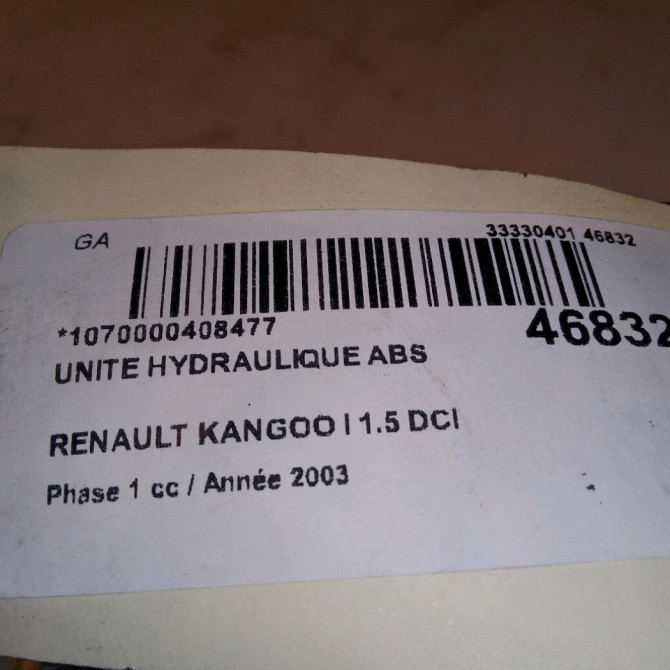 GA
33330401 46832
*1070000408477
46832
UNITE HYDRAULIQUE ABS
RENAULT KANGOO I 1.5 DCI
Phase 1 cc / Année 2003